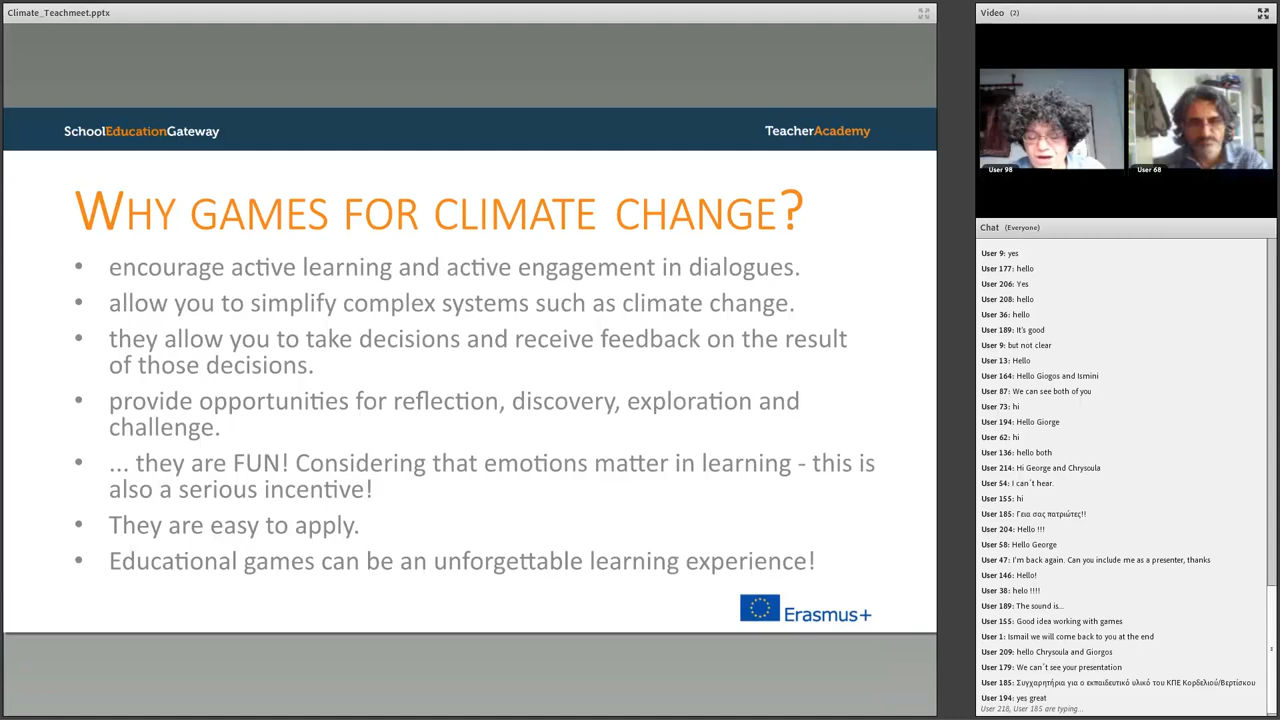 Climate_Teachmeet.pptx
SchoolEducationGateway
TeacherAcademy
WHY GAMES FOR CLIMATE CHANGE?
• encourage active learning and active engagement in dialogues.
• allow you to simplify complex systems such as climate change.
• they allow you to take decisions and receive feedback on the result
of those decisions.
• provide opportunities for reflection, discovery, exploration and
challenge.
• ... they are FUN! Considering that emotions matter in learning - this is
also a serious incentive!
• They are easy to apply.
• Educational games can be an unforgettable learning experience!
Erasmus+
Video (2)
User 98
User 68
Chat (Everyone)
User 9: yes
User 177: hello
User 206: Yes
User 208: hello
User 36: hello
User 189: It's good
User 9: but not clear
User 13: Hello
User 164: Hello Giogos and Ismini
User 87: We can see both of you
User 73: hi
User 194: Hello Giorge
User 62: hi
User 136: hello both
User 214: Hi George and Chrysoula
User 54: I can´t hear.
User 155: hi
User 185: Γεια σας πατριώτες!!
User 204: Hello !!!
User 58: Hello George
User 47: I'm back again. Can you include me as a presenter, thanks
User 146: Hello!
User 38: helo !!!!
User 189: The sound is...
User 155: Good idea working with games
User 1: Ismail we will come back to you at the end
User 209: hello Chrysoula and Giorgos
User 179: We can´t see your presentation
User 185: Συγχαρητήρια για ο εκπαιδευτικό υλικό του ΚΠΕ Κορδελιού/Βερτίσκου
User 194: yes great
User 218, User 185 are typing...